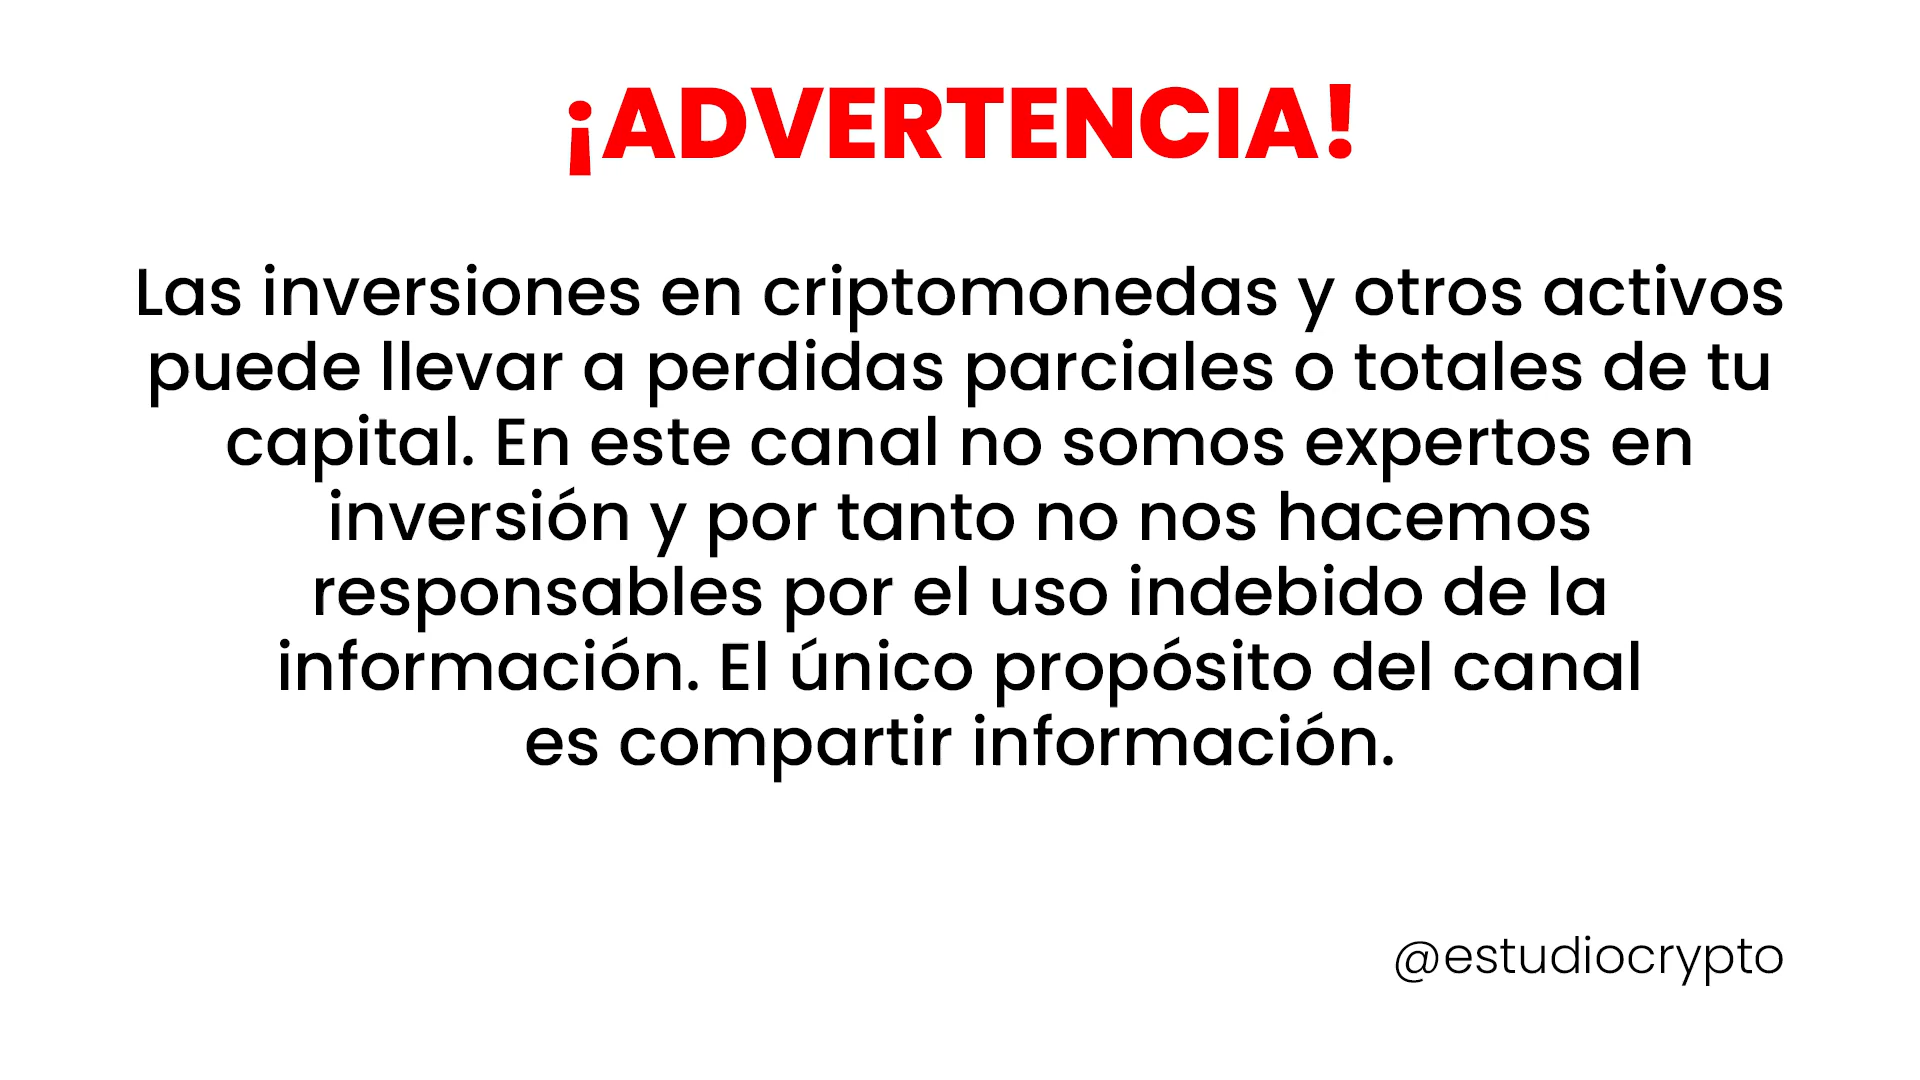 ¡ADVERTENCIA!
Las inversiones en criptomonedas y otros activos
puede llevar a perdidas parciales o totales de tu
capital. En este canal no somos expertos en
inversión y por tanto no nos hacemos
responsables por el uso indebido de la
información. El único propósito del canal
es compartir información.
@estudiocrypto